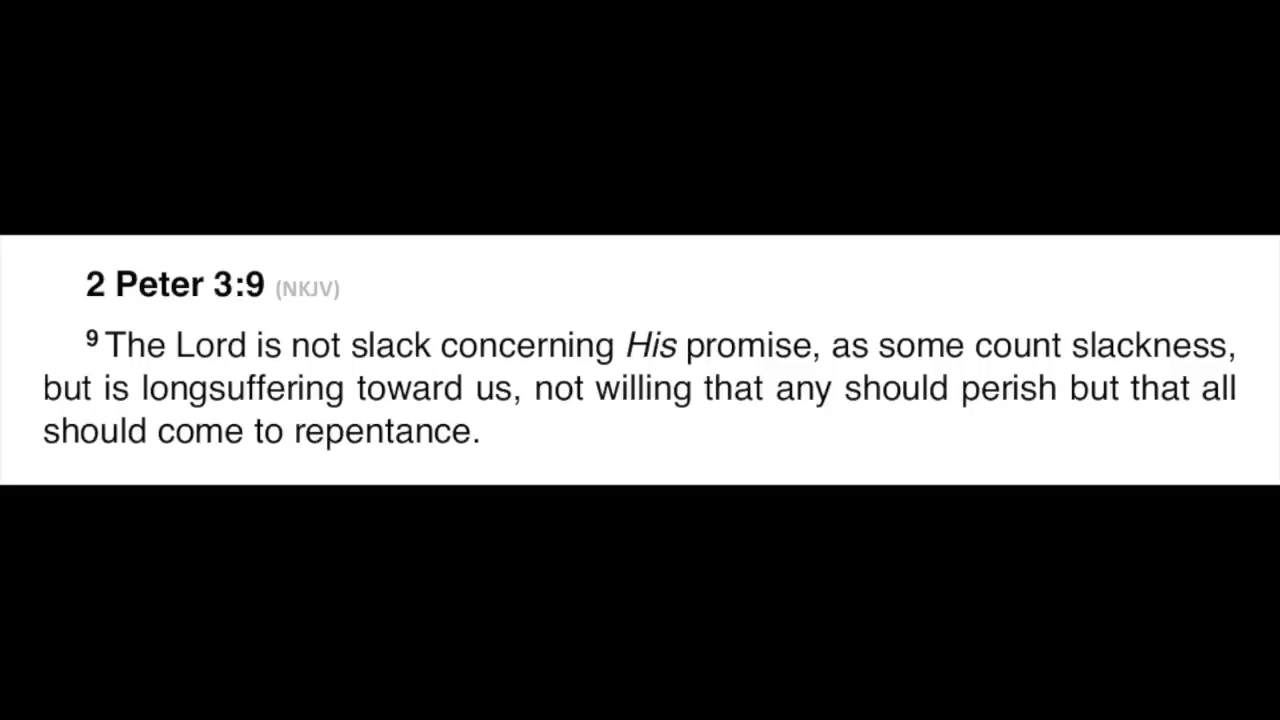 2 Peter 3:9 (NKJV)
9 The Lord is not slack concerning His promise, as some count slackness,
but is longsuffering toward us, not willing that any should perish but that all
should come to repentance.